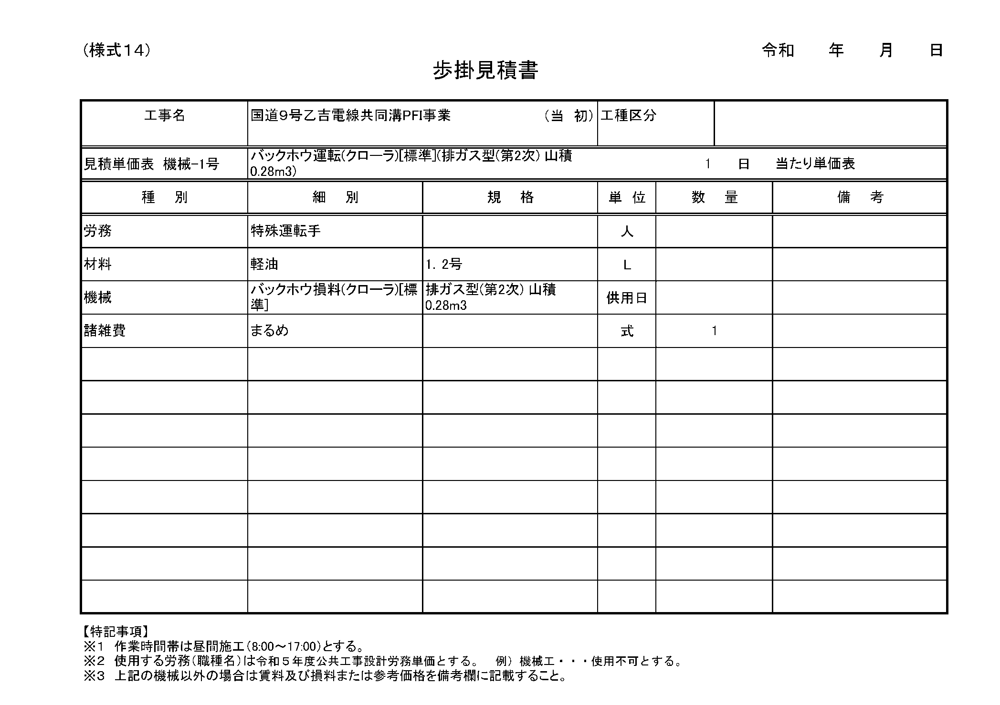 (様式１４)
令和　　年　　月　　日
歩掛見積書
工事名　国道９号乙吉電線共同溝PFI事業　（当　初）　工種区分
見積単価表　機械-1号　バックホウ運転(クローラ)[標準](排ガス型(第2次) 山積
0.28m3)　1　日　当たり単価表
種　別　細　別　規　格　単　位　数　量　備　考
労務　特殊運転手　人
材料　軽油　1．2号　L
機械　バックホウ損料(クローラ)[標
準]　排ガス型(第2次) 山積
0.28m3　供用日
諸雑費　まるめ　式　1
【特記事項】
※１　作業時間帯は昼間施工（8:00～17:00）とする。
※２　使用する労務（職種名）は令和５年度公共工事設計労務単価とする。　例）機械工・・・使用不可とする。
※３　上記の機械以外の場合は賃料及び損料または参考価格を備考欄に記載すること。